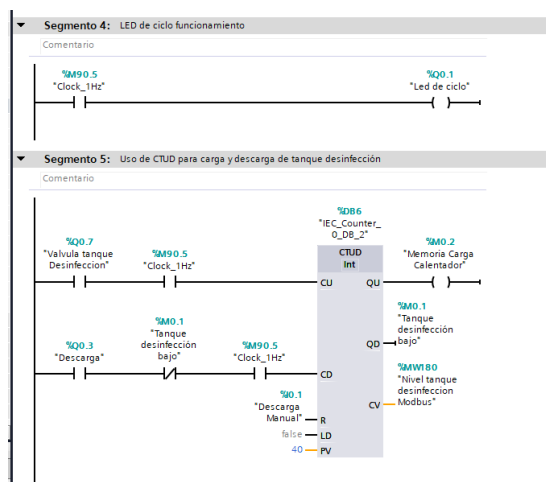 Segmento 4: LED de ciclo funcionamiento
Comentario
%M90.5
"Clock_1Hz"
%Q0.1
"Led de ciclo"
Segmento 5: Uso de CTUD para carga y descarga de tanque desinfección
Comentario
%DB6
"IEC_Counter_
0_DB_2"
CTUD
Int
%Q0.7
"Valvula tanque
Desinfeccion"
%M90.5
"Clock_1Hz"
CU
QU
%M0.2
"Memoria Carga
Calentador"
%Q0.3
"Descarga"
%M0.1
"Tanque
desinfección
bajo"
%M90.5
"Clock_1Hz"
CD
QD
%M0.1
"Tanque
desinfección
bajo"
%MW180
"Nivel tanque
desinfeccion
Modbus"
CV
%I0.1
"Descarga
Manual"
R
false
LD
40
PV